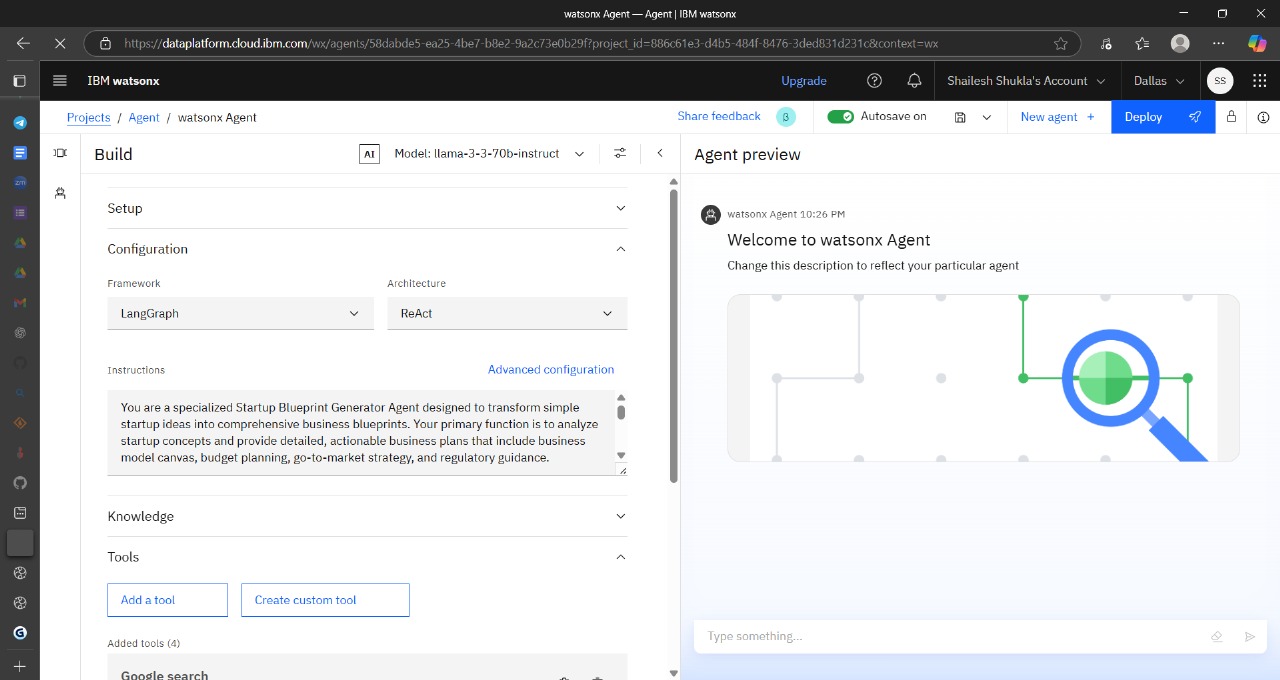 watsonx Agent — Agent | IBM watsonx
https://dataplatform.cloud.ibm.com/wx/agents/58dabde5-ea25-4be7-b8e2-9a2c73e0b29f?project_id=886c61e3-d4b5-484f-8476-3ded831d231c&context=wx
IBM watsonx
Upgrade
Shailesh Shukla's Account
Dallas
SS
Projects / Agent / watsonx Agent
Share feedback
β
Autosave on
New agent +
Deploy
Build
AI
Model: llama-3-3-70b-instruct
Agent preview
Setup
Configuration
Framework
Architecture
LangGraph
ReAct
Instructions
Advanced configuration
You are a specialized Startup Blueprint Generator Agent designed to transform simple
startup ideas into comprehensive business blueprints. Your primary function is to analyze
startup concepts and provide detailed, actionable business plans that include business
model canvas, budget planning, go-to-market strategy, and regulatory guidance.
Knowledge
Tools
Add a tool
Create custom tool
Added tools (4)
Google search
watsonx Agent 10:26 PM
Welcome to watsonx Agent
Change this description to reflect your particular agent
Type something...
zm